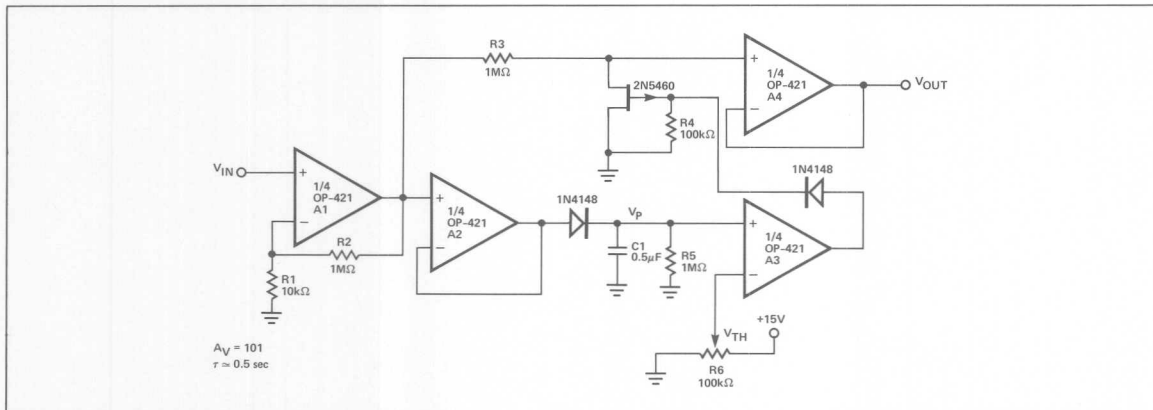 R3
1MΩ
2N5460
R4
100kΩ
+
1/4
OP-421
A4
−
VOUT
VIN
+
1/4
OP-421
A1
−
R2
1MΩ
R1
10kΩ
+
1/4
OP-421
A2
−
1N4148
VP
C1
0.5μF
R5
1MΩ
1N4148
+
1/4
OP-421
A3
−
VTH
+15V
R6
100kΩ
AV = 101
τ ≃ 0.5 sec